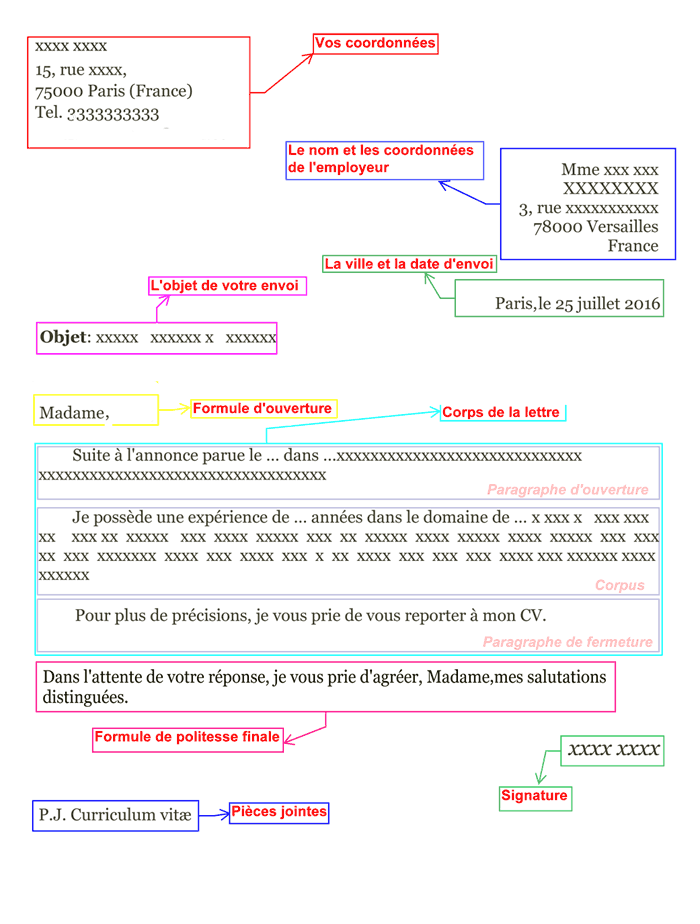 xxxx xxxx
Vos coordonnées
15, rue xxxx,
75000 Paris (France)
Tel. 3333333333
Le nom et les coordonnées
de l'employeur
Mme xxx xxx
XXXXXXXX
3, rue xxxxxxxxxxx
78000 Versailles
France
La ville et la date d'envoi
L'objet de votre envoi
Paris,le 25 juillet 2016
Objet: xxxxx xxxxxx x xxxxxx
Madame,
Formule d'ouverture
Corps de la lettre
Suite à l'annonce parue le ... dans ...xxxxxxxxxxxxxxxxxxxxxxxxxxxxx
xxxxxxxxxxxxxxxxxxxxxxxxxxxxxxxxxx
Paragraphe d'ouverture
Je possède une expérience de ... années dans le domaine de ... x xxx x xxx xxx
xx xxx xx xxxxx xxx xxxx xxxxx xxx xx xxxxx xxxx xxxxx xxxx xxxxx xxx xxx
xx xxx xxxxxxx xxxx xxx xxxx xxx x xx xxxx xxx xxx xxx xxxx xxx xxxxxx xxxx
xxxxxx
Corpus
Pour plus de précisions, je vous prie de vous reporter à mon CV.
Paragraphe de fermeture
Dans l'attente de votre réponse, je vous prie d'agréer, Madame,mes salutations
distinguées.
Formule de politesse finale
xxxx xxxx
Signature
P.J. Curriculum vitæ
Pièces jointes